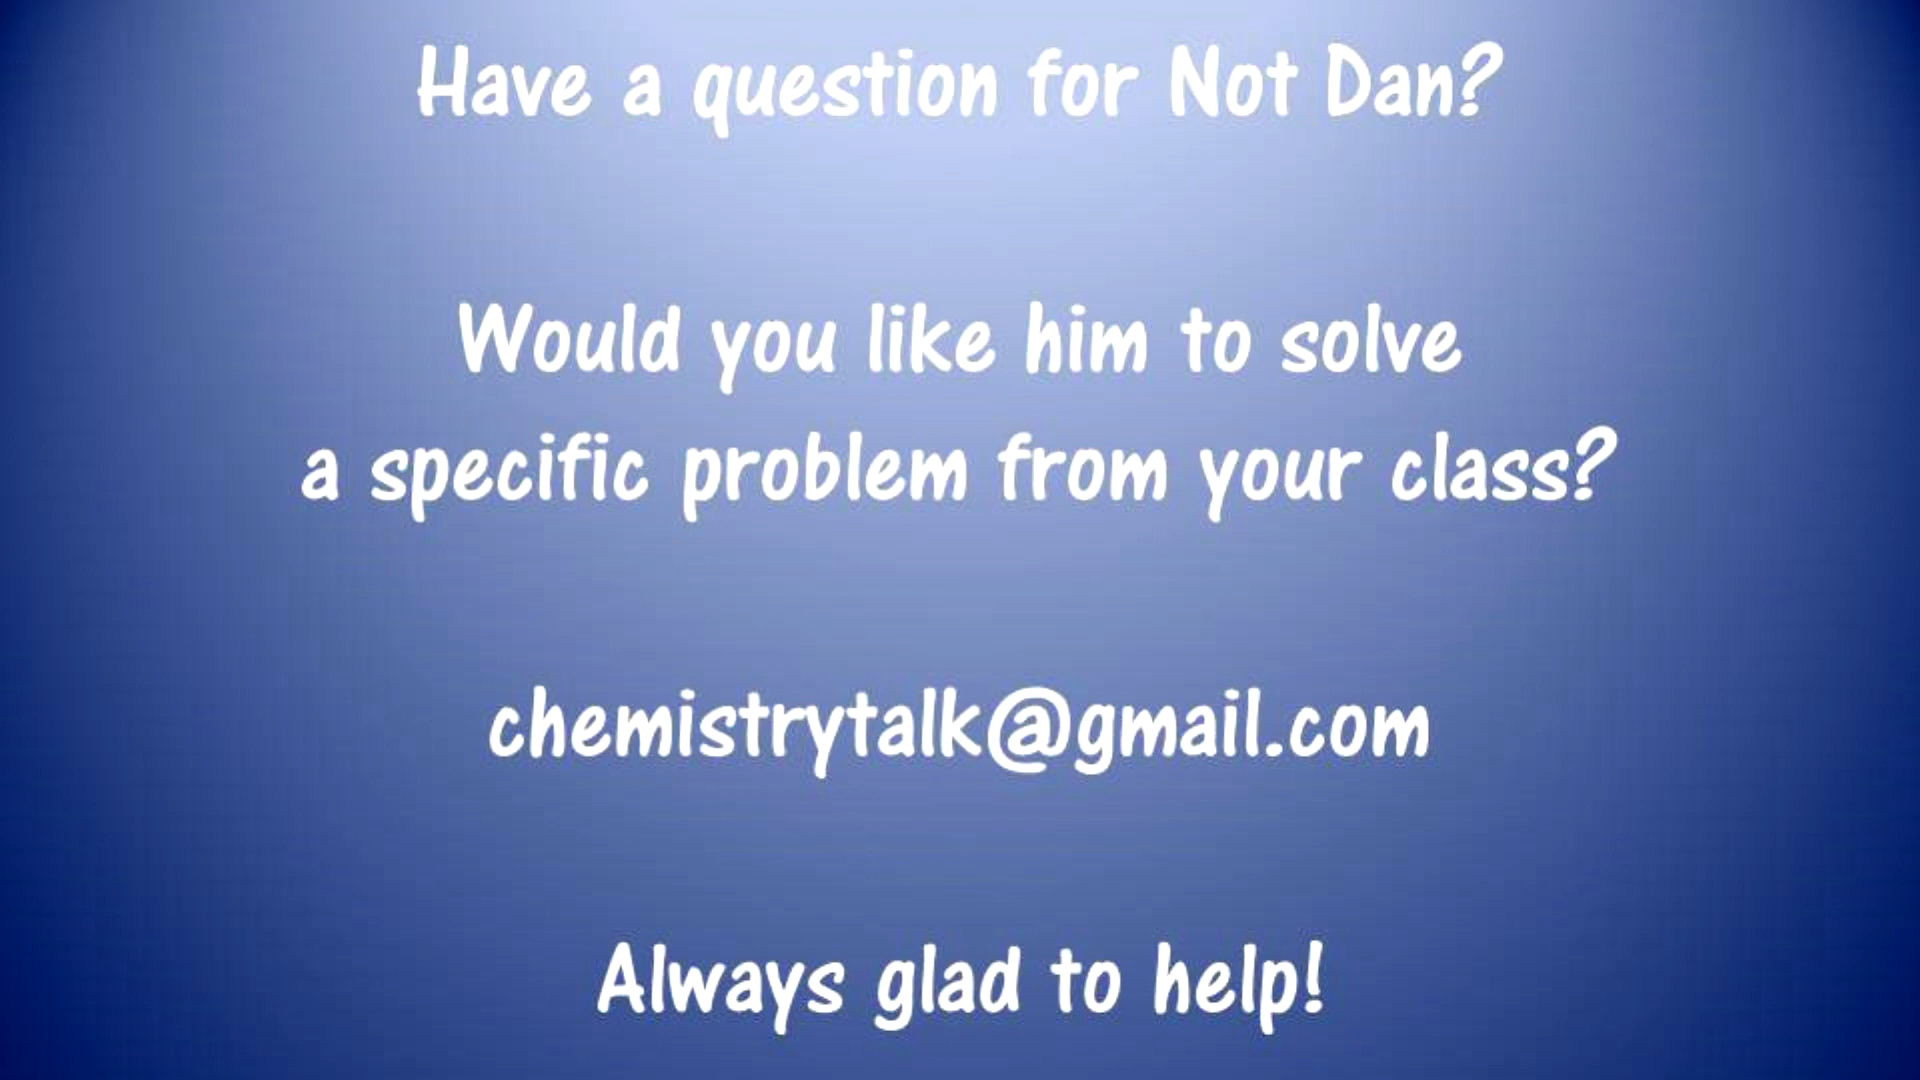 Have a question for Not Dan?
Would you like him to solve
a specific problem from your class?
chemistrytalk@gmail.com
Always glad to help!